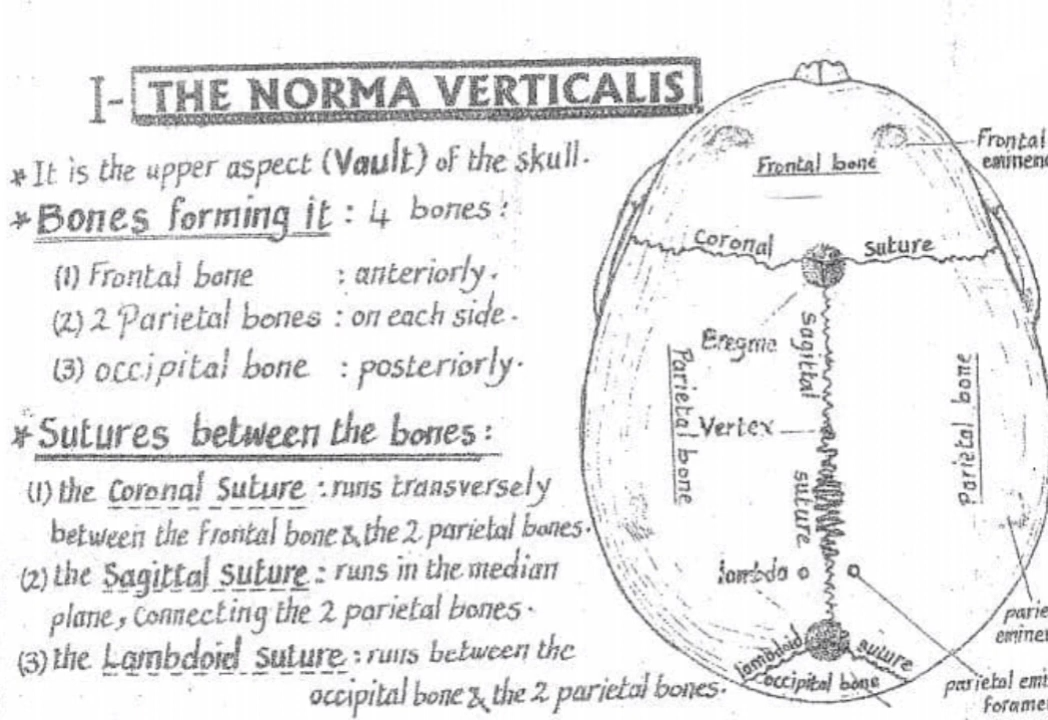 I- THE NORMA VERTICALIS
* It is the upper aspect (Vault) of the skull.
* Bones forming it : 4 bones :
(1) Frontal bone : anteriorly.
(2) 2 Parietal bones : on each side.
(3) occipital bone : posteriorly.
* Sutures between the bones :
(1) the Coronal Suture : runs transversely
between the frontal bone & the 2 parietal bones.
(2) the Sagittal suture : runs in the median
plane, connecting the 2 parietal bones.
(3) the Lambdoid suture : runs between the
occipital bone & the 2 parietal bones.
Frontal
emmen
Frontal bone
Coronal suture
Bregma
Sagittal suture
Parietal bone
Parietal bone
Vertex
lambda
parie
eminen
lambdoid suture
occipital bone
parietal emi
Foramen